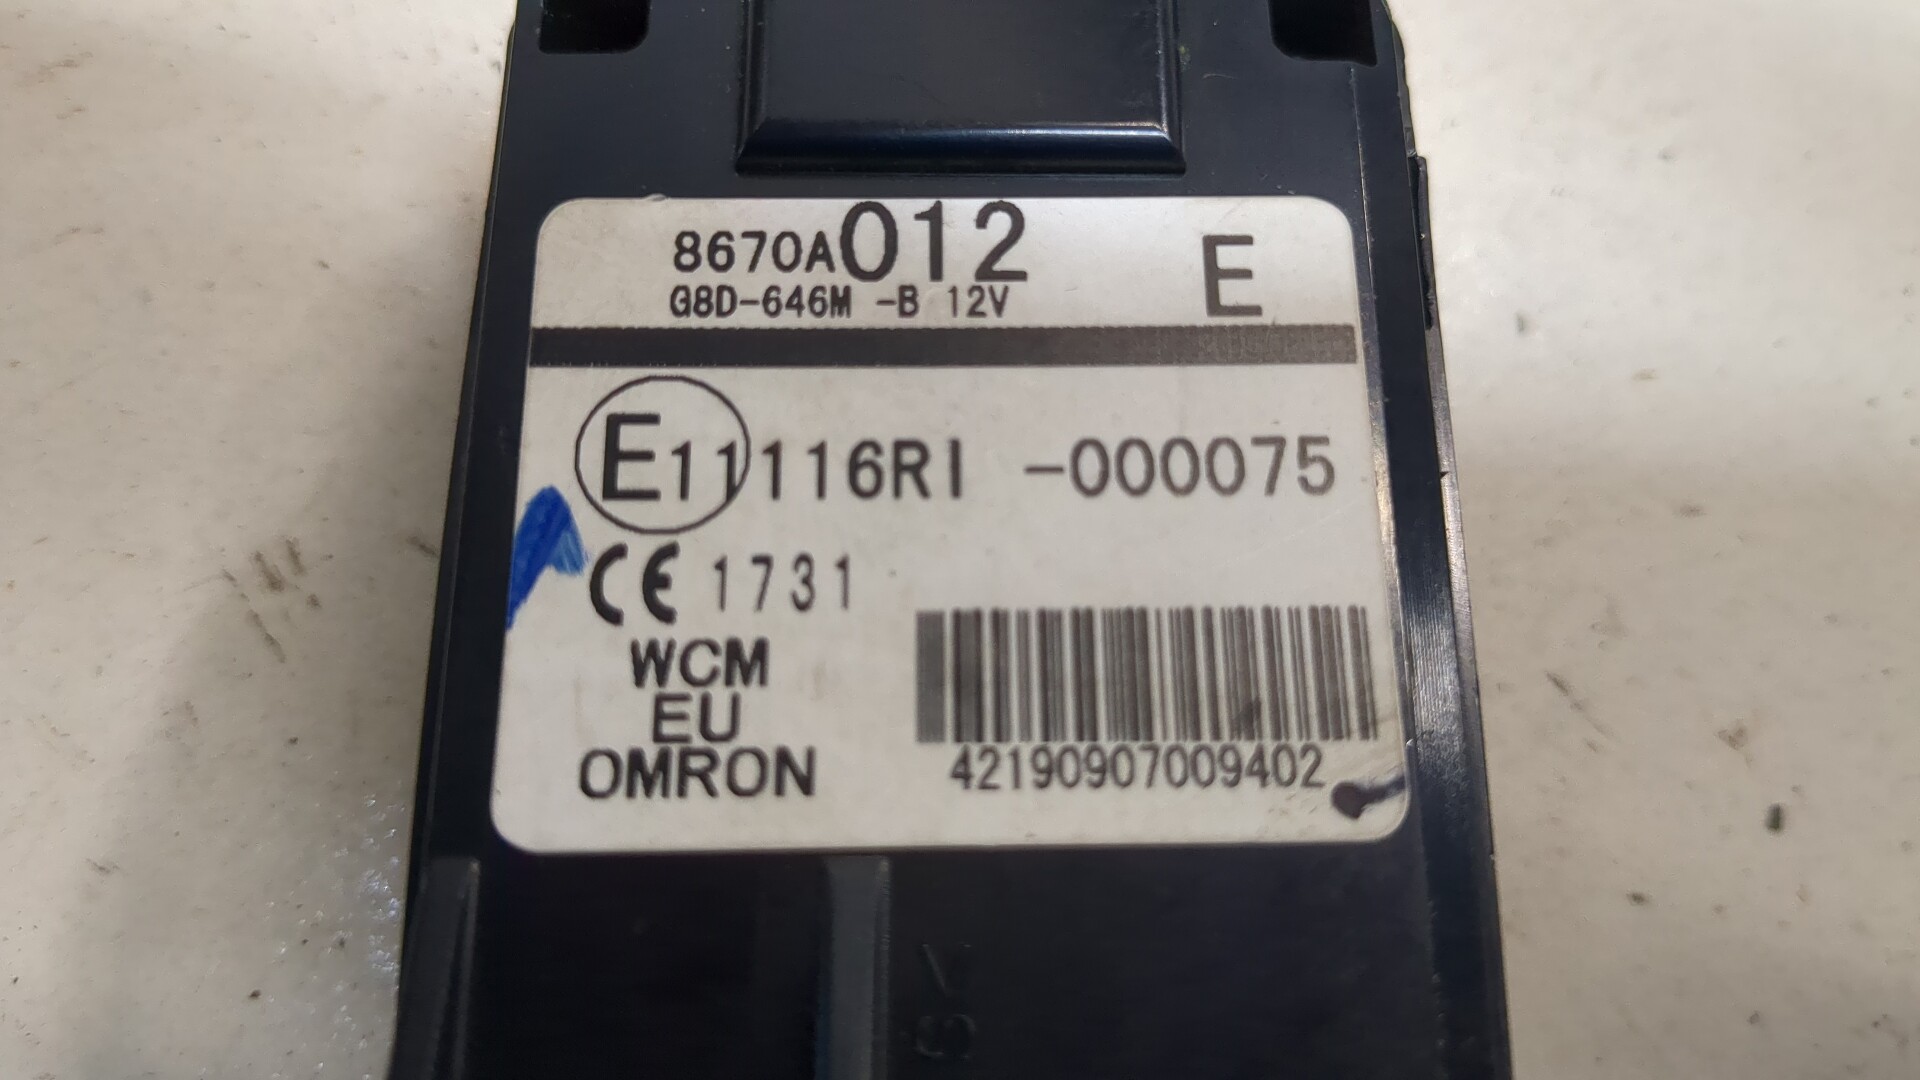 8670A012 E
G8D-646M -B 12V
E11 116RI -000075
CE 1731
WCM
EU
OMRON
42190907009402